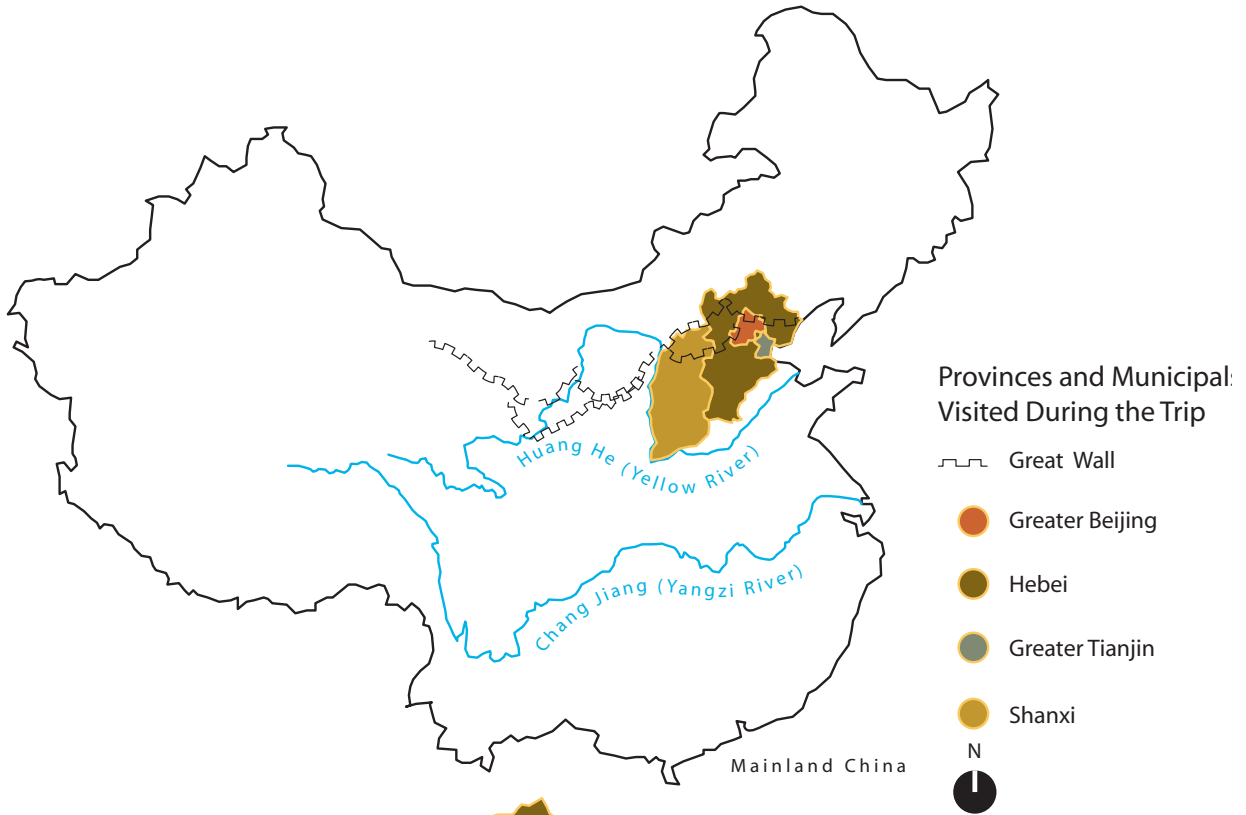 Provinces and Municipals
Visited During the Trip
Great Wall
Greater Beijing
Hebei
Greater Tianjin
Shanxi
N
Huang He (Yellow River)
Chang Jiang (Yangzi River)
Mainland China